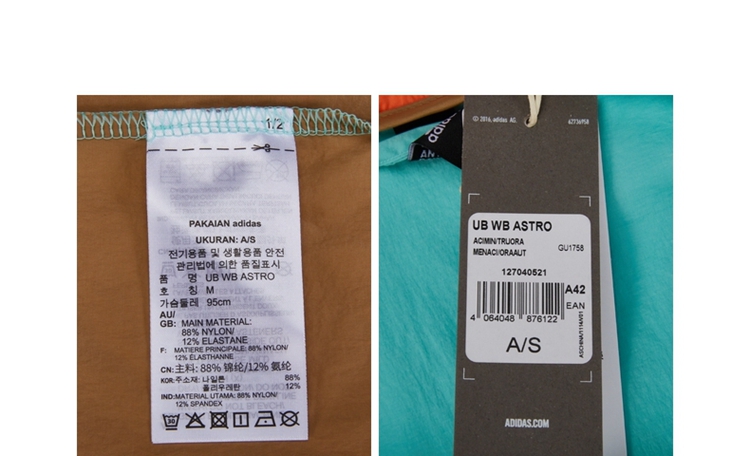 1/2
PAKAIAN adidas
UKURAN: A/S
전기용품 및 생활용품 안전
관리법에 의한 품질표시
품 명 UB WB ASTRO
호 칭 M
가슴둘레 95cm
AU/
GB: MAIN MATERIAL:
88% NYLON/
12% ELASTANE
F: MATIERE PRINCIPALE: 88% NYLON/
12% ÉLASTHANNE
CN: 主料: 88% 锦纶/12% 氨纶
KOR: 주소재: 나일론 88%
폴리우레탄 12%
IND: MATERIAL UTAMA: 88% NYLON/
12% SPANDEX
30
© 2016, adidas AG.
62736958
adidas
UB WB ASTRO
ACIMIN/TRUORA
MENACI/ORAAUT
GU1758
127040521
A42
EAN
4 064048 876122
A/S
ADIDAS.COM